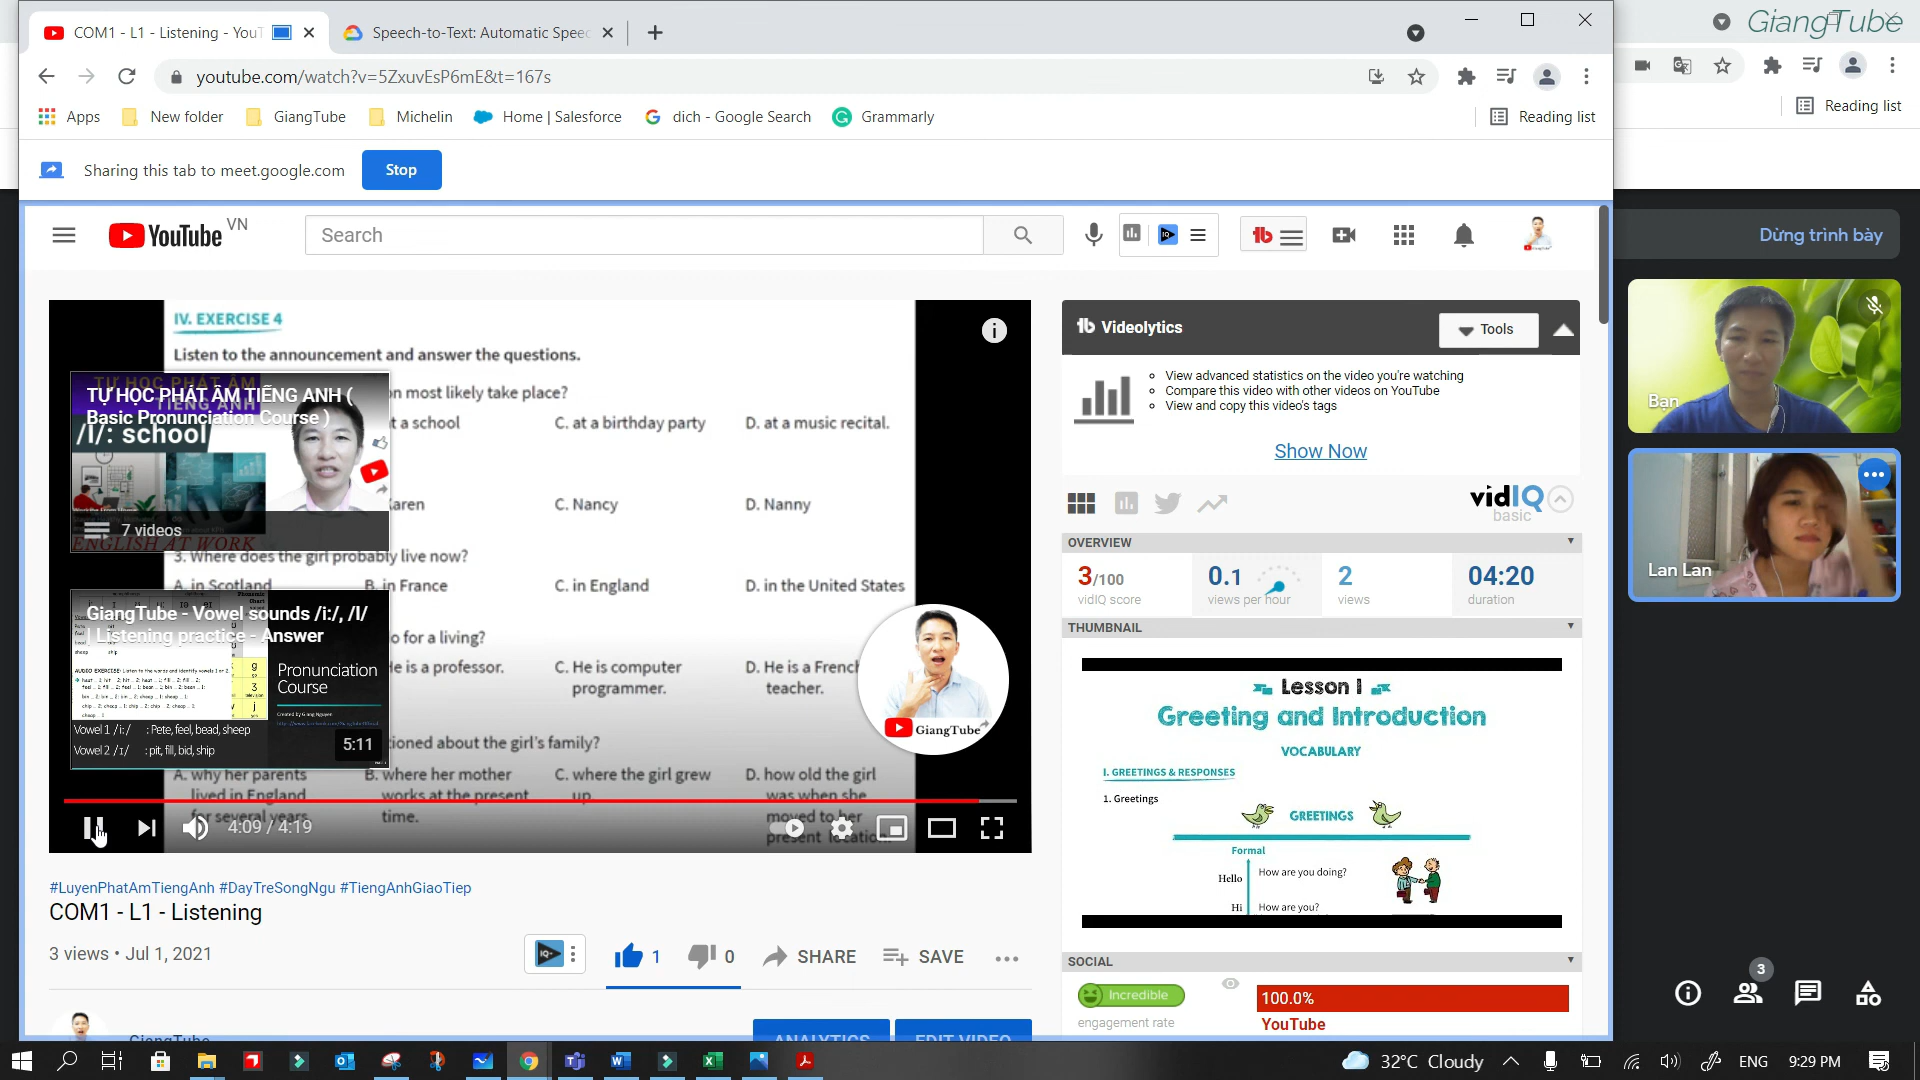 COM1 - L1 - Listening - YouT
Speech-to-Text: Automatic Speec
GiangTube
youtube.com/watch?v=5ZxuvEsP6mE&t=167s
Apps
New folder
GiangTube
Michelin
Home | Salesforce
dich - Google Search
Grammarly
Reading list
Reading list
Sharing this tab to meet.google.com
Stop
YouTube VN
Search
Dừng trình bày
IV. EXERCISE 4
Listen to the announcement and answer the questions.
on most likely take place?
t a school
C. at a birthday party
D. at a music recital.
aren
C. Nancy
D. Nanny
3. Where does the girl probably live now?
A. in Scotland
B. in France
C. in England
D. in the United States
o for a living?
He is a professor.
C. He is computer
programmer.
D. He is a French
teacher.
tioned about the girl's family?
A. why her parents
lived in England
for several years.
B. where her mother
works at the present
time.
C. where the girl grew
up.
D. how old the girl
was when she
moved to her
present location.
TỰ HỌC PHÁT ÂM TIẾNG ANH (
Basic Pronunciation Course )
/I/: school
7 videos
ENGLISH AT WORK
GiangTube - Vowel sounds /i:/, /I/
| Listening practice - Answer
Pronunciation
Course
Vowel 1 /i:/ : Pete, feel, bead, sheep
Vowel 2 /ɪ/ : pit, fill, bid, ship
5:11
GiangTube
4:09 / 4:19
#LuyenPhatAmTiengAnh #DayTreSongNgu #TiengAnhGiaoTiep
COM1 - L1 - Listening
3 views • Jul 1, 2021
1
0
SHARE
SAVE
GiangTube
ANALYTICS
EDIT VIDEO
Videolytics
Tools
View advanced statistics on the video you're watching
Compare this video with other videos on YouTube
View and copy this video's tags
Show Now
vidIQ
basic
OVERVIEW
3/100
vidIQ score
0.1
views per hour
2
views
04:20
duration
THUMBNAIL
Lesson 1
Greeting and Introduction
VOCABULARY
I. GREETINGS & RESPONSES
1. Greetings
GREETINGS
Formal
Hello
How are you doing?
Hi
How are you?
SOCIAL
Incredible
engagement rate
100.0%
YouTube
Bạn
Lan Lan
3
32°C Cloudy
ENG
9:29 PM